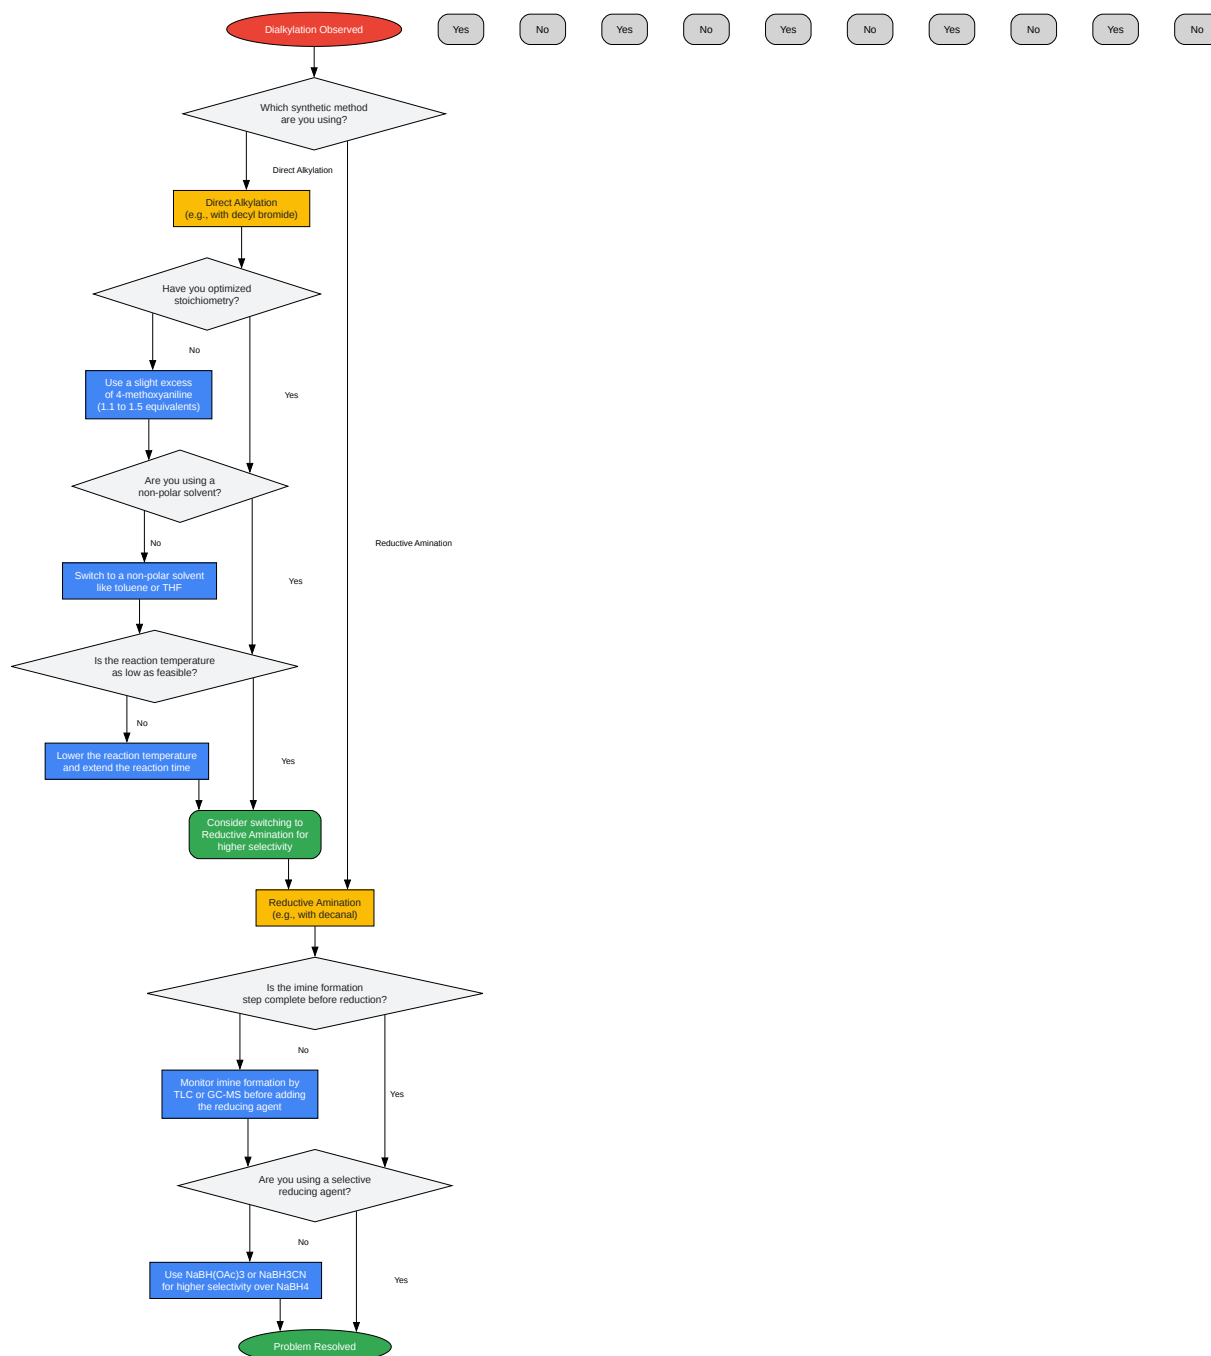 Dialkylation Observed
Yes
No
Yes
No
Yes
No
Yes
No
Yes
No
Which synthetic method
are you using?
Direct Alkylation
Direct Alkylation
(e.g., with decyl bromide)
Have you optimized
stoichiometry?
No
Use a slight excess
of 4-methoxyaniline
(1.1 to 1.5 equivalents)
Yes
Are you using a
non-polar solvent?
No
Reductive Amination
Switch to a non-polar solvent
like toluene or THF
Yes
Is the reaction temperature
as low as feasible?
No
Lower the reaction temperature
and extend the reaction time
Yes
Consider switching to
Reductive Amination for
higher selectivity
Reductive Amination
(e.g., with decanal)
Is the imine formation
step complete before reduction?
No
Monitor imine formation by
TLC or GC-MS before adding
the reducing agent
Yes
Are you using a selective
reducing agent?
No
Use NaBH(OAc)3 or NaBH3CN
for higher selectivity over NaBH4
Yes
Problem Resolved